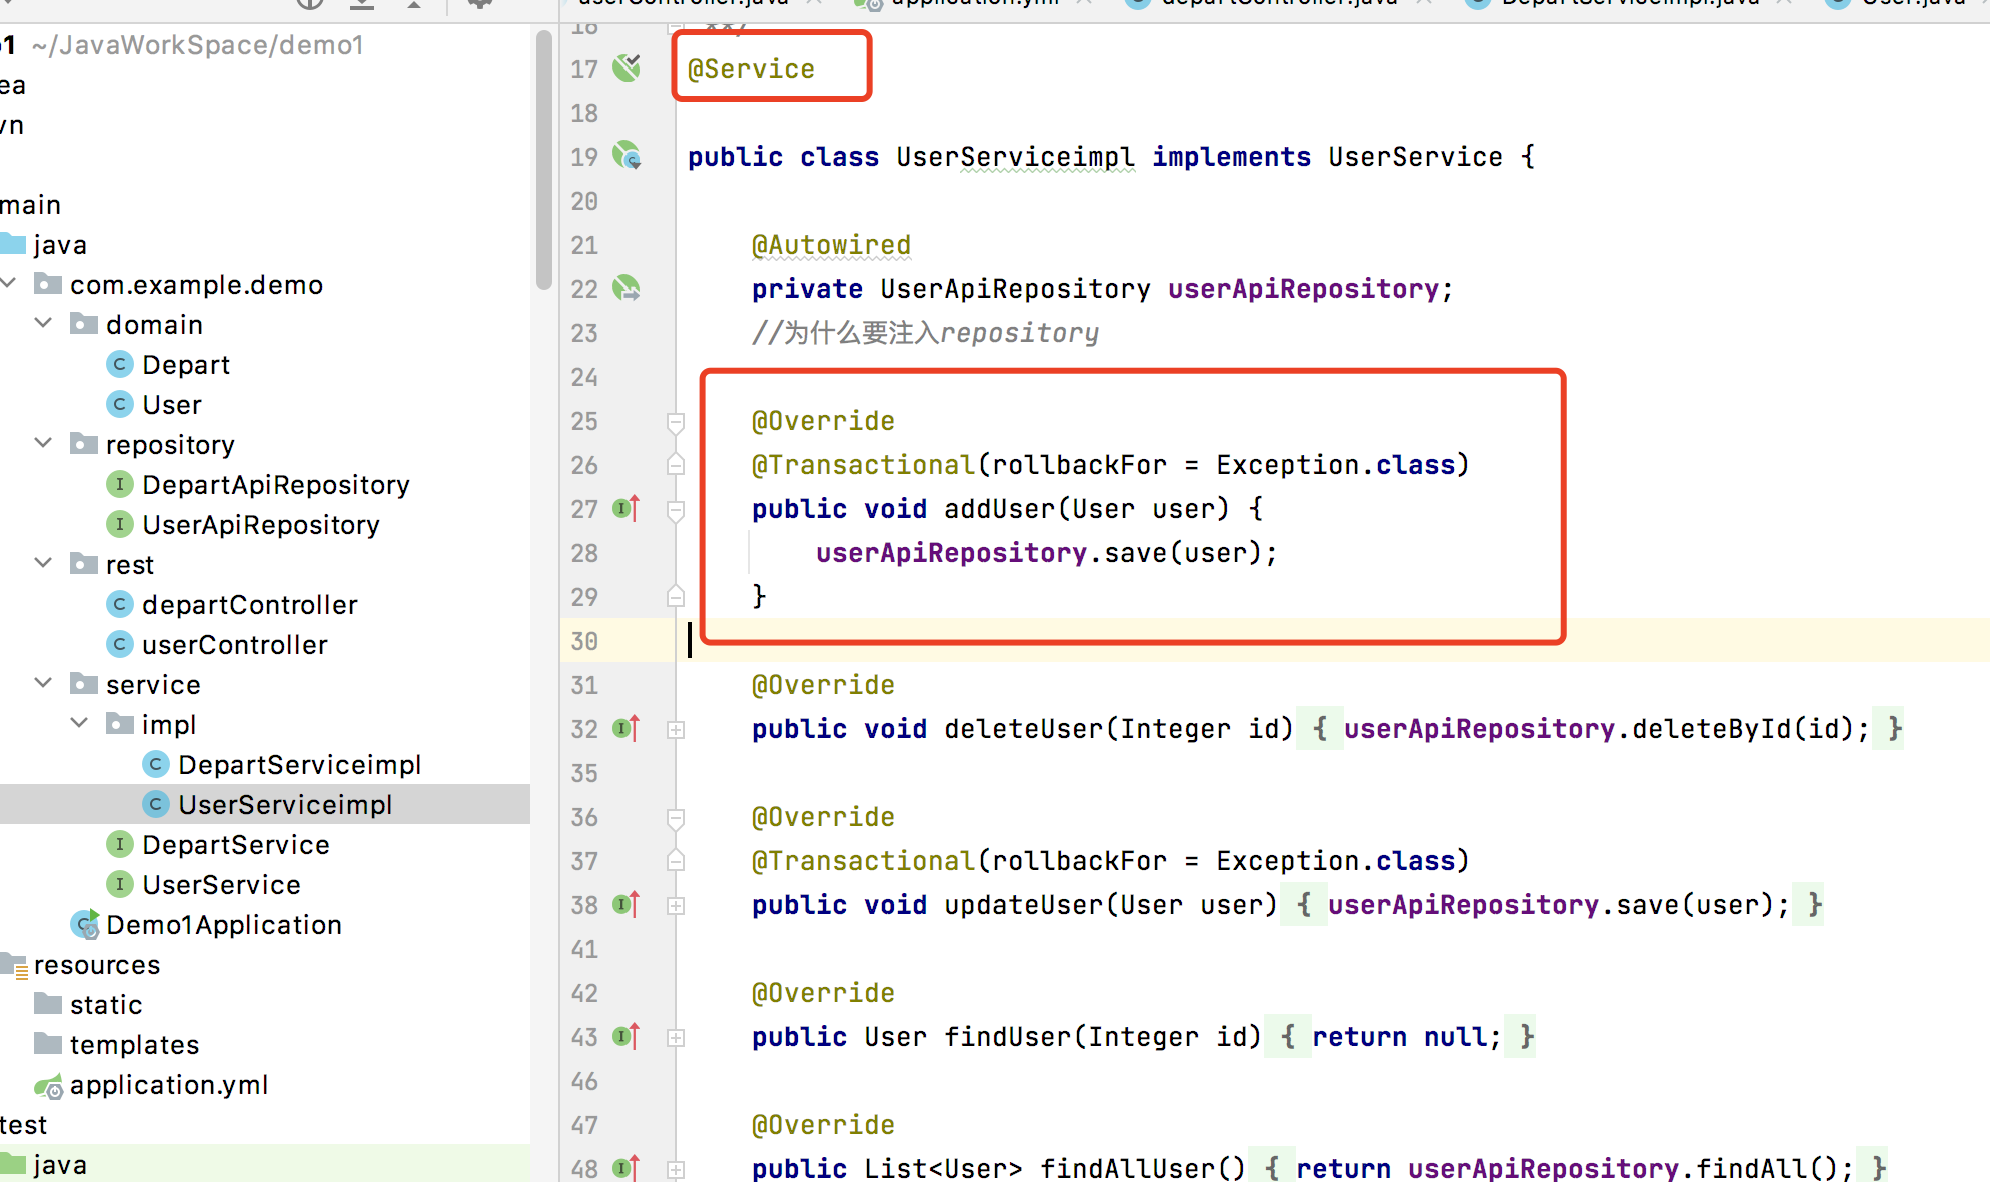 userController.java
application.yml
departController.java
DepartServiceimpl.java
User.java
~/JavaWorkSpace/demo1
main
java
com.example.demo
domain
Depart
User
repository
DepartApiRepository
UserApiRepository
rest
departController
userController
service
impl
DepartServiceimpl
UserServiceimpl
DepartService
UserService
Demo1Application
resources
static
templates
application.yml
test
java
16 **/
17 @Service
18
19 public class UserServiceimpl implements UserService {
20
21 @Autowired
22 private UserApiRepository userApiRepository;
23 //为什么要注入repository
24
25 @Override
26 @Transactional(rollbackFor = Exception.class)
27 public void addUser(User user) {
28 userApiRepository.save(user);
29 }
30
31 @Override
32 public void deleteUser(Integer id) { userApiRepository.deleteById(id); }
35
36 @Override
37 @Transactional(rollbackFor = Exception.class)
38 public void updateUser(User user) { userApiRepository.save(user); }
41
42 @Override
43 public User findUser(Integer id) { return null; }
46
47 @Override
48 public List<User> findAllUser() { return userApiRepository.findAll(); }